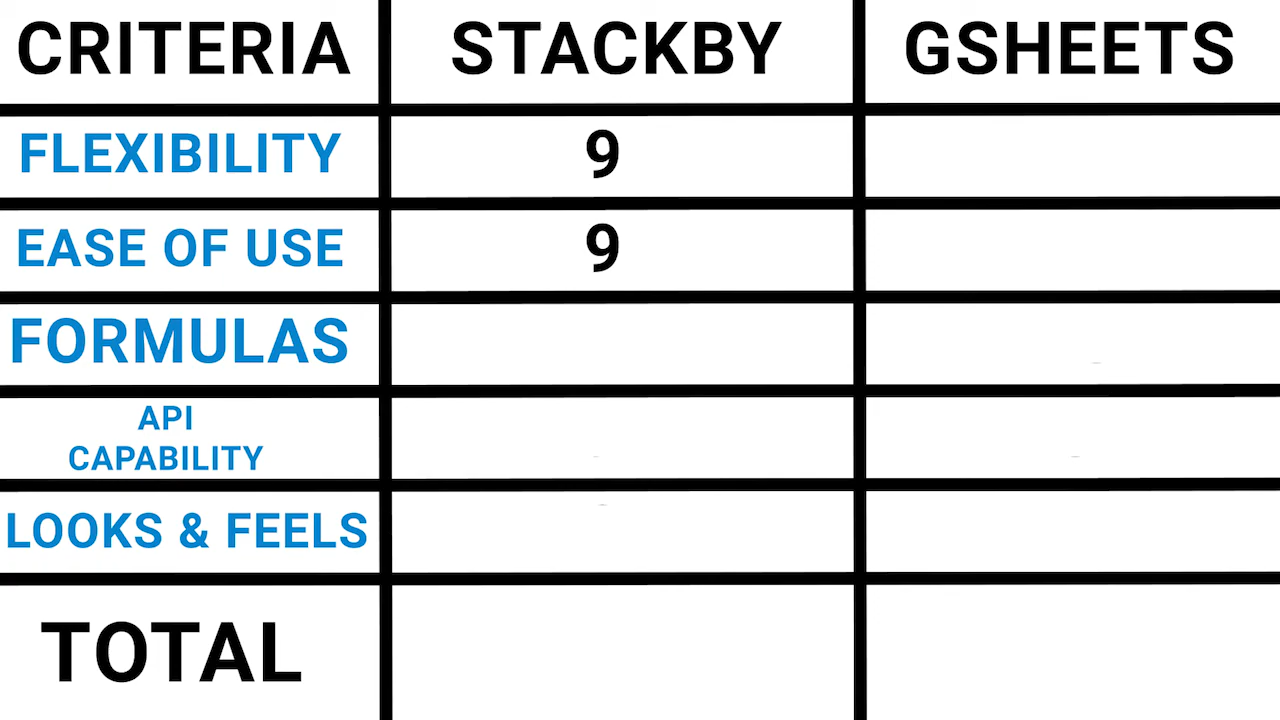 CRITERIA STACKBY GSHEETS
FLEXIBILITY 9
EASE OF USE 9
FORMULAS
API
CAPABILITY
LOOKS & FEELS
TOTAL